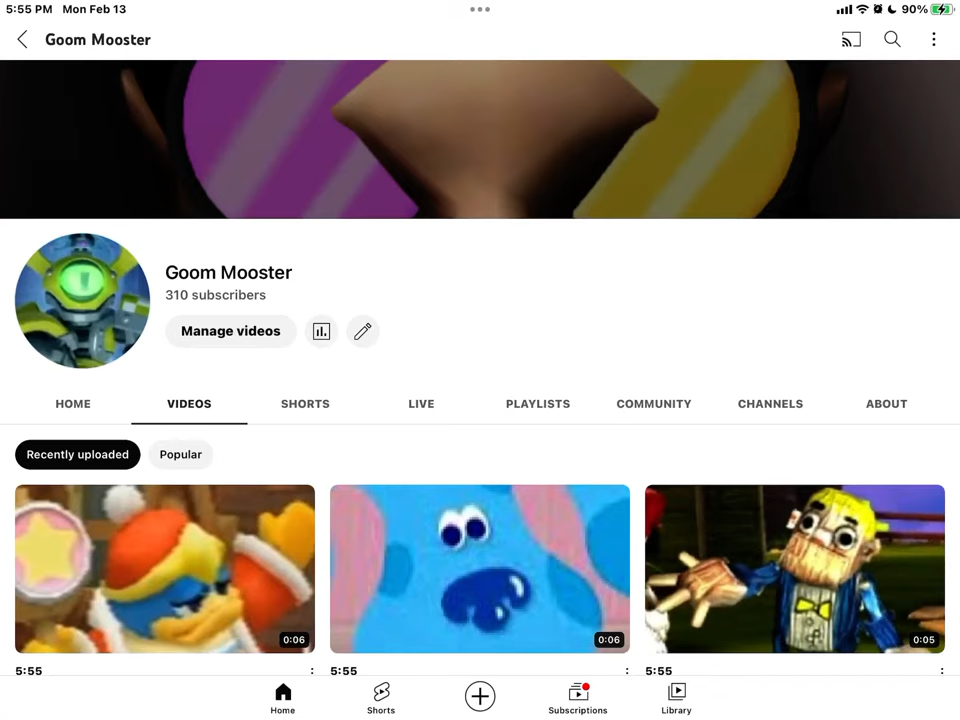 5:55 PM Mon Feb 13 90%
Goom Mooster
Goom Mooster
310 subscribers
Manage videos
HOME VIDEOS SHORTS LIVE PLAYLISTS COMMUNITY CHANNELS ABOUT
Recently uploaded Popular
0:06 0:06 0:05
5:55 5:55 5:55
Home Shorts Subscriptions Library